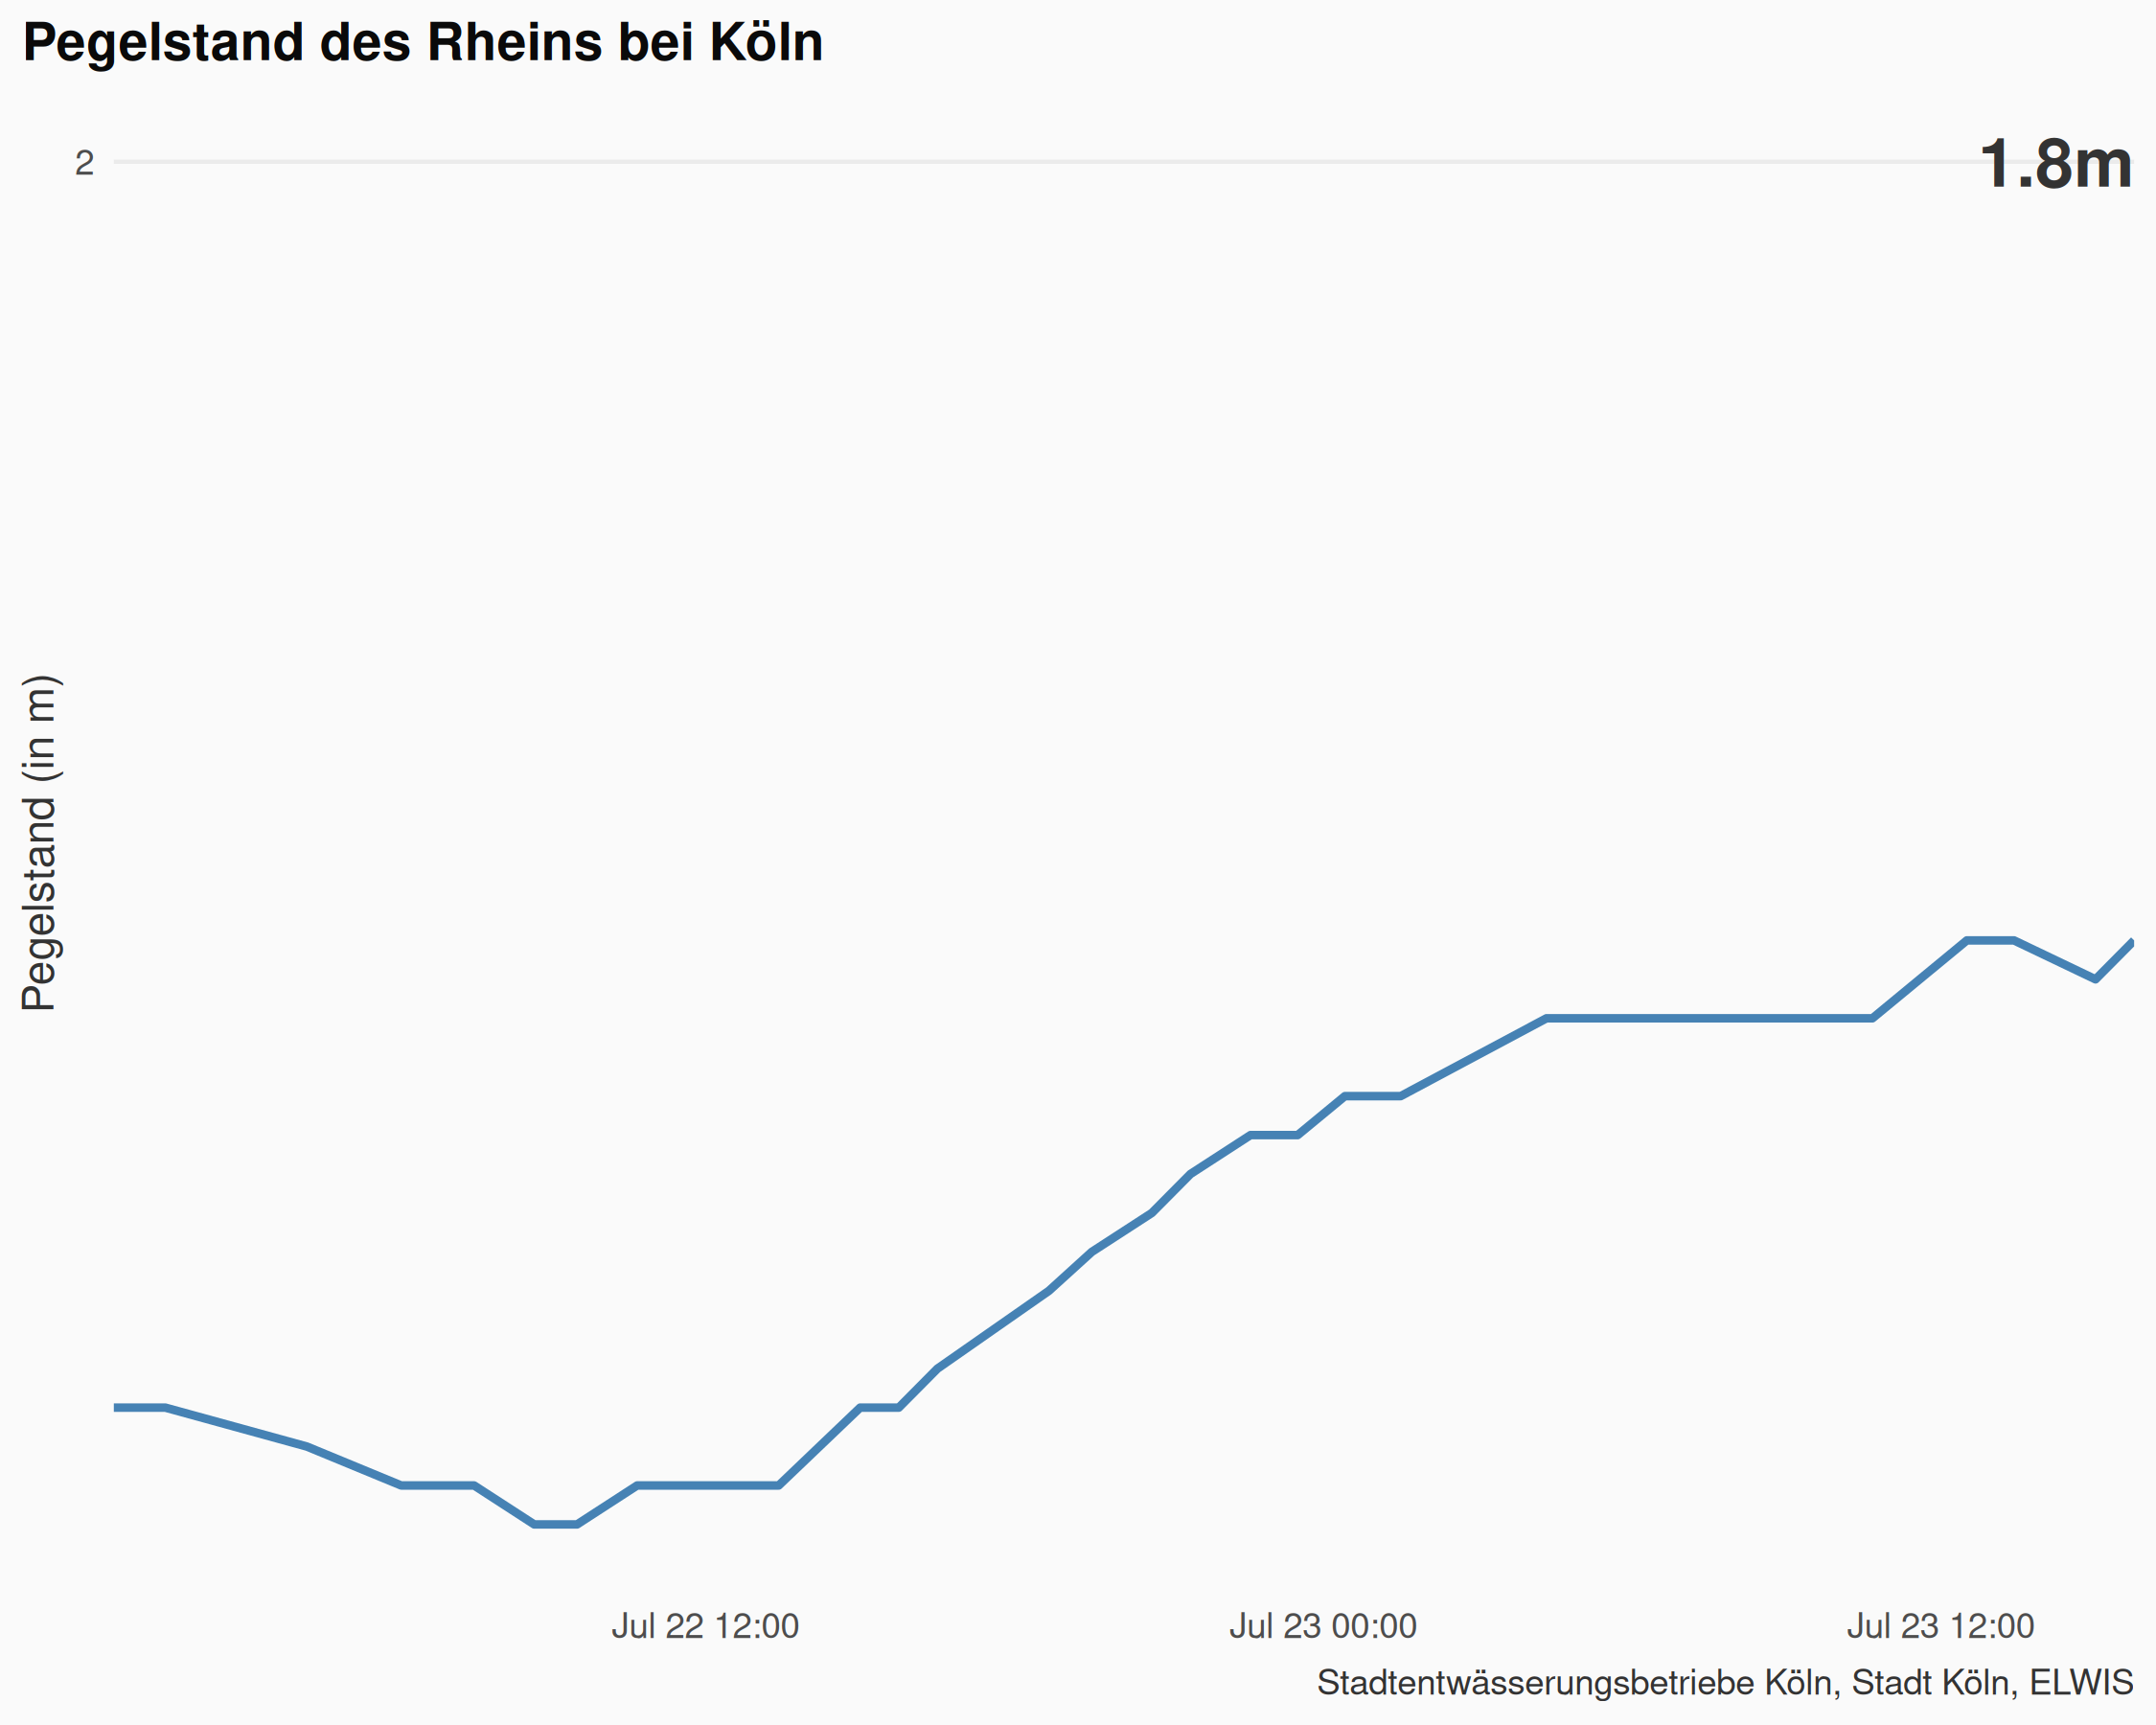 Pegelstand des Rheins bei Köln
2
1.8m
Pegelstand (in m)
Jul 22 12:00
Jul 23 00:00
Jul 23 12:00
Stadtentwässerungsbetriebe Köln, Stadt Köln, ELWIS